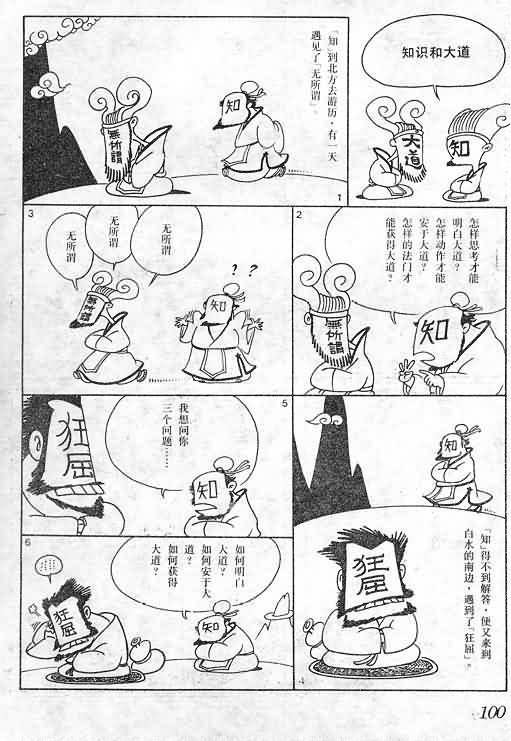 知识和大道
大道
知
「知」到北方去游历，有一天
遇见了「无所谓」。
知
無所謂
1
2
怎样思考才能
明白大道？
怎样动作才能
安于大道？
怎样的法门才
能获得大道？
知
無所謂
3
无所谓
无所谓
无所谓
無所謂
? ?
知
4
知
「知」得不到解答，便又来到
白水的南边，遇到了「狂屈」。
狂屈
5
我想问你
三个问题……
知
狂屈
6
如何明白
大道？
如何安于大
道？
如何获得
大道？
知
狂屈
100